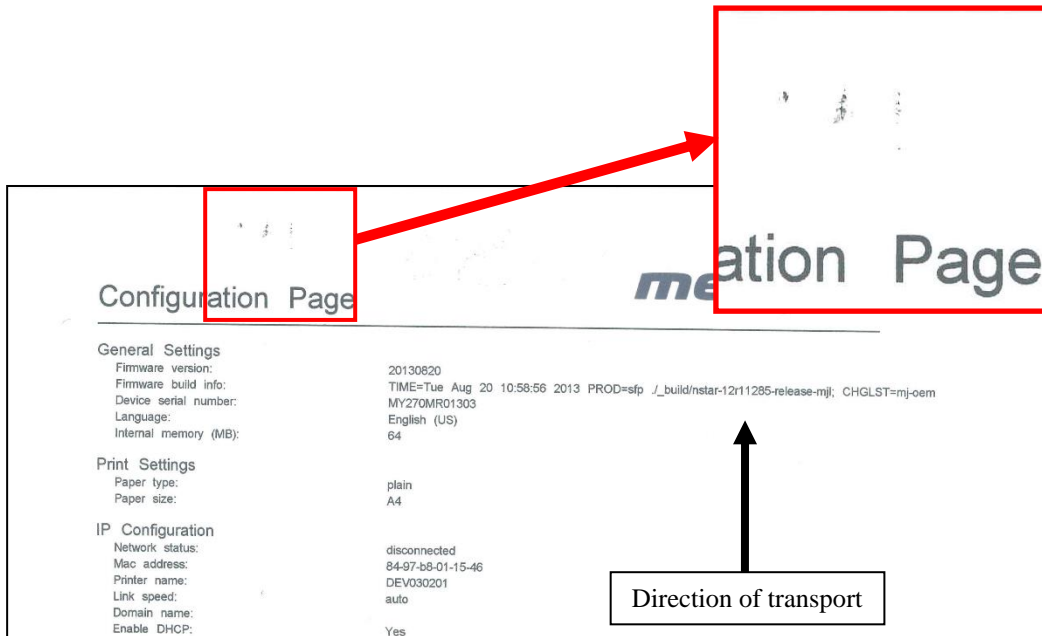 ation Page
Configuration Page
me
General Settings
Firmware version: 20130820
Firmware build info: TIME=Tue Aug 20 10:58:56 2013 PROD=sfp ./_build/nstar-12r11285-release-mjl; CHGLST=mj-oem
Device serial number: MY270MR01303
Language: English (US)
Internal memory (MB): 64
Print Settings
Paper type: plain
Paper size: A4
IP Configuration
Network status: disconnected
Mac address: 84-97-b8-01-15-46
Printer name: DEV030201
Link speed: auto
Domain name:
Enable DHCP: Yes
Direction of transport